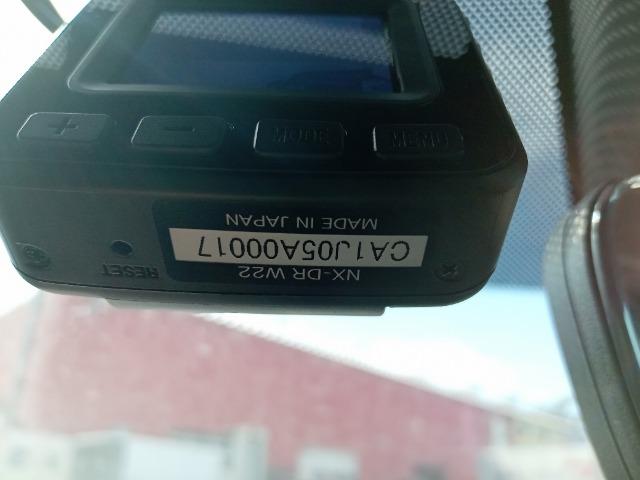 +
-
MODE
MENU
RESET
NX-DR W22
CA1J05A00017
MADE IN JAPAN